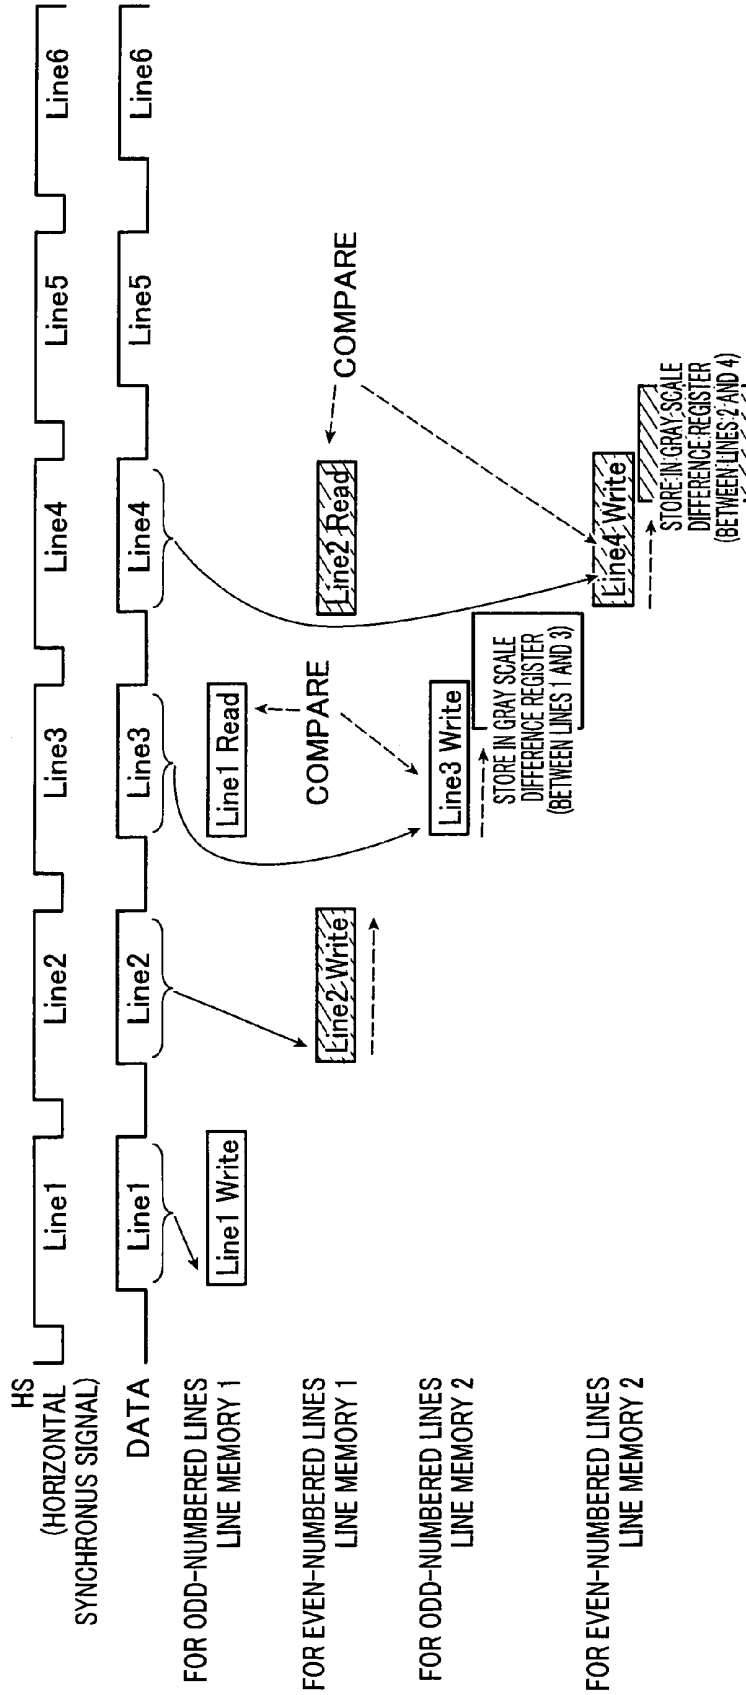 HS
(HORIZONTAL
SYNCHRONUS SIGNAL)
Line1
Line2
Line3
Line4
Line5
Line6
DATA
Line1
Line2
Line3
Line4
Line5
Line6
FOR ODD-NUMBERED LINES
LINE MEMORY 1
Line1 Write
Line1 Read
FOR EVEN-NUMBERED LINES
LINE MEMORY 1
Line2 Write
COMPARE
Line2 Read
COMPARE
FOR ODD-NUMBERED LINES
LINE MEMORY 2
Line3 Write
STORE IN GRAY SCALE
DIFFERENCE REGISTER
(BETWEEN LINES 1 AND 3)
FOR EVEN-NUMBERED LINES
LINE MEMORY 2
Line4 Write
STORE IN GRAY SCALE
DIFFERENCE REGISTER
(BETWEEN LINES 2 AND 4)